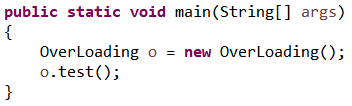 public static void main(String[] args)
{
    OverLoading o = new OverLoading();
    o.test();
}